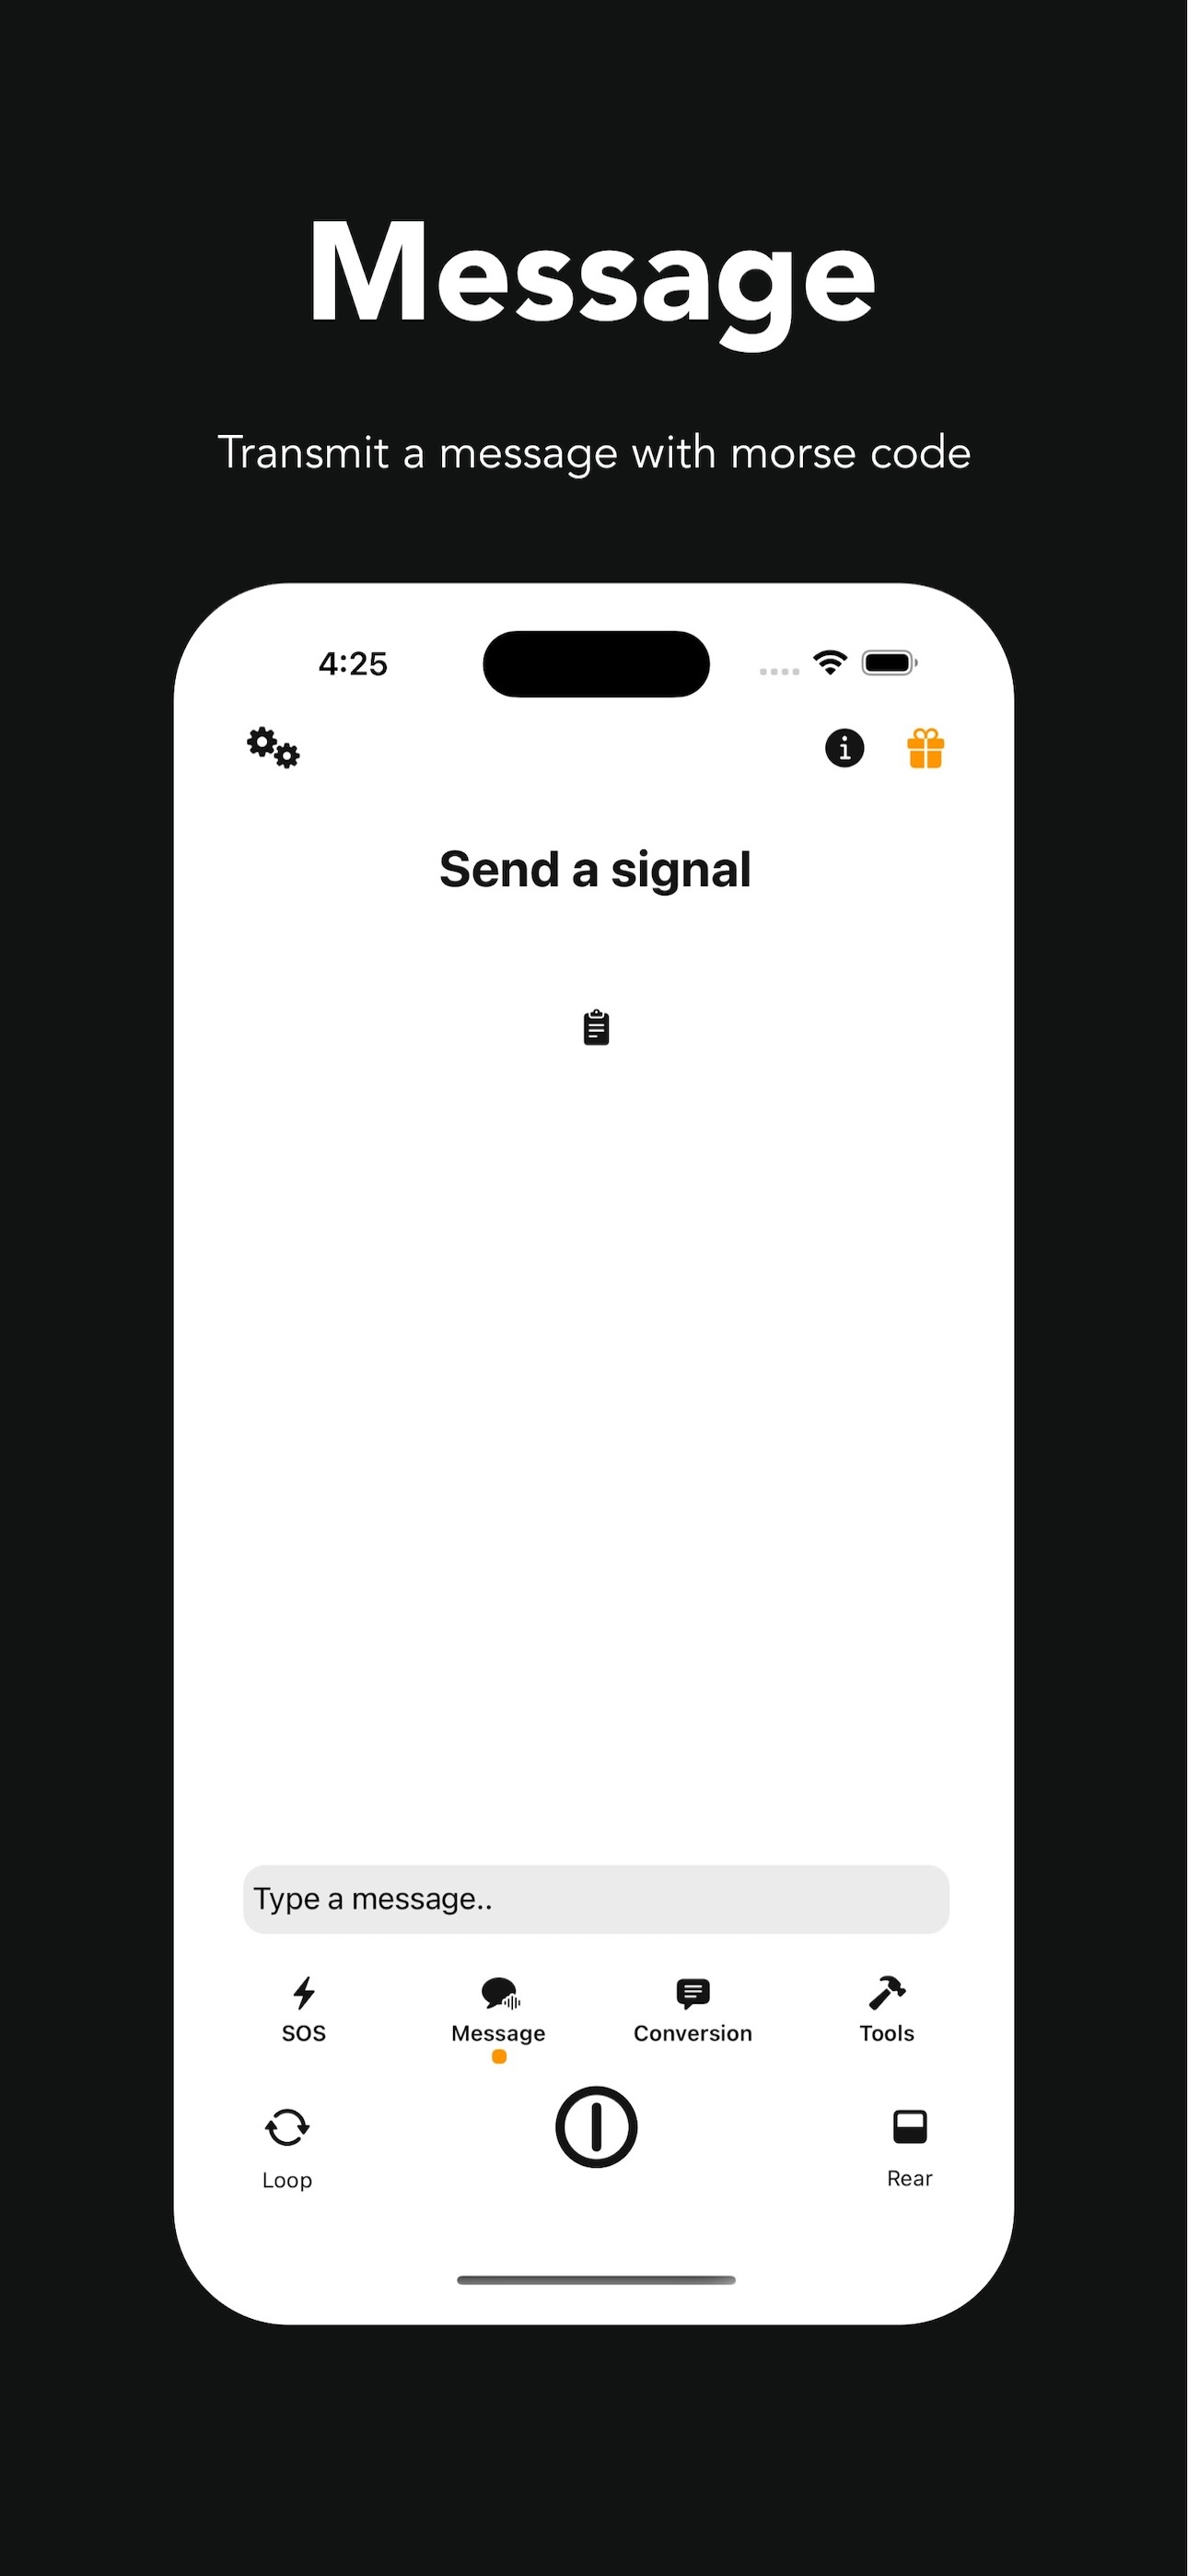 Message
Transmit a message with morse code
4:25
Send a signal
Type a message..
SOS Message Conversion Tools
Loop Rear